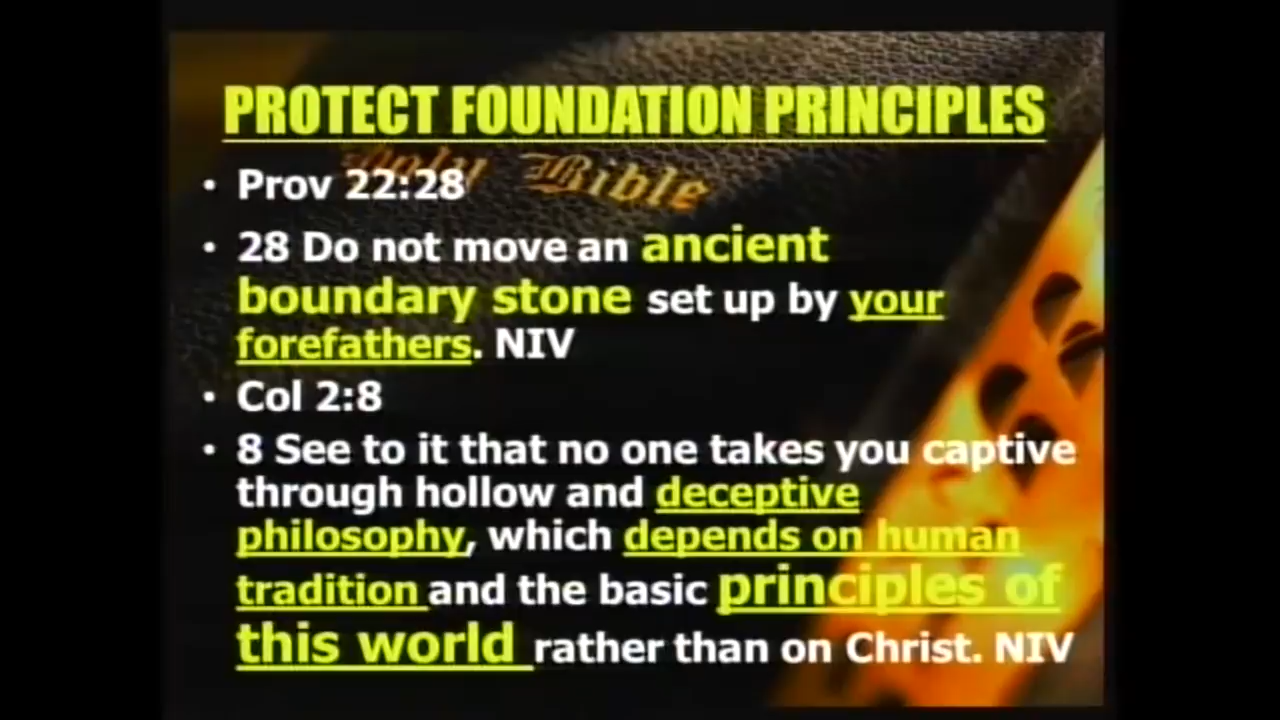 PROTECT FOUNDATION PRINCIPLES
Holy Bible
• Prov 22:28
• 28 Do not move an ancient
boundary stone set up by your
forefathers. NIV
• Col 2:8
• 8 See to it that no one takes you captive
through hollow and deceptive
philosophy, which depends on human
tradition and the basic principles of
this world rather than on Christ. NIV